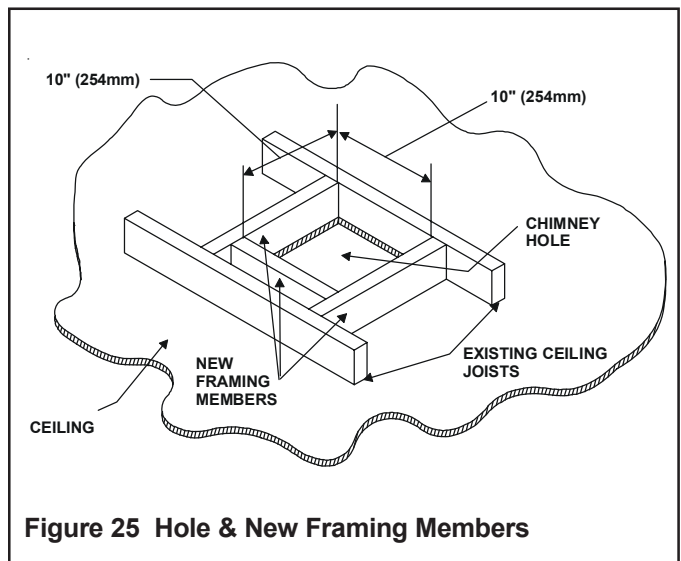 10" (254mm)
10" (254mm)
CHIMNEY
HOLE
EXISTING CEILING
JOISTS
NEW
FRAMING
MEMBERS
CEILING
Figure 25 Hole & New Framing Members